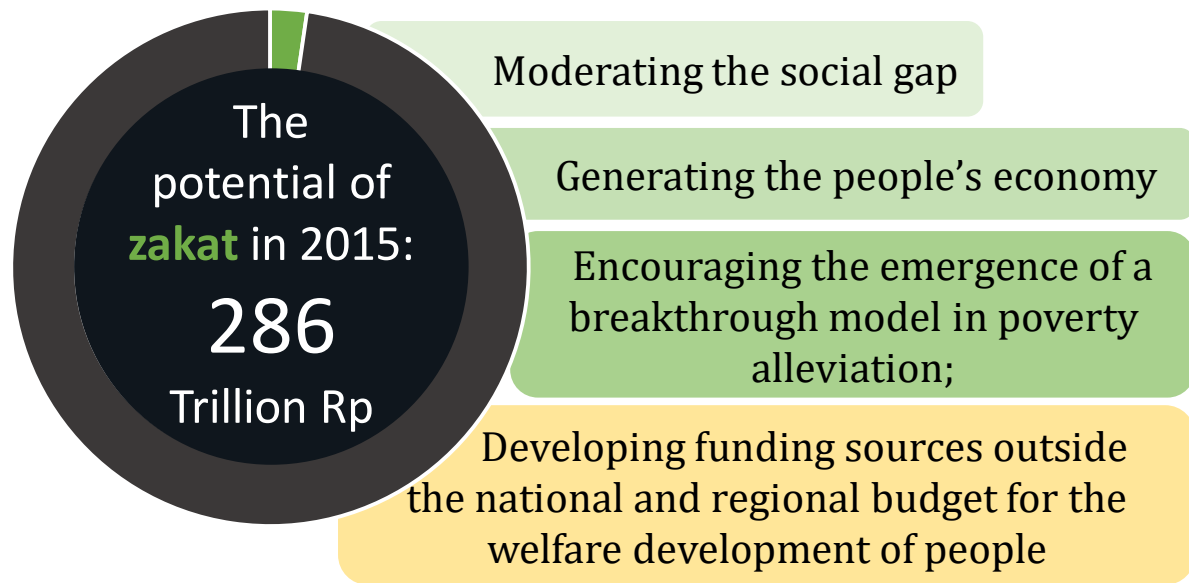 The
potential of
zakat in 2015:
286
Trillion Rp
Moderating the social gap
Generating the people’s economy
Encouraging the emergence of a
breakthrough model in poverty
alleviation;
Developing funding sources outside
the national and regional budget for the
welfare development of people